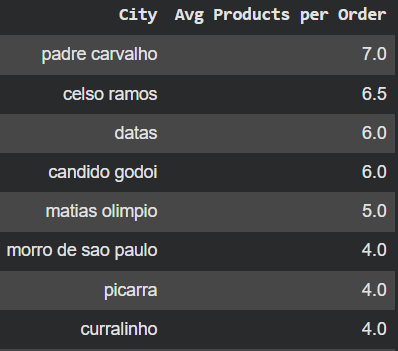 City Avg Products per Order
padre carvalho 7.0
celso ramos 6.5
datas 6.0
candido godoi 6.0
matias olimpio 5.0
morro de sao paulo 4.0
picarra 4.0
curralinho 4.0